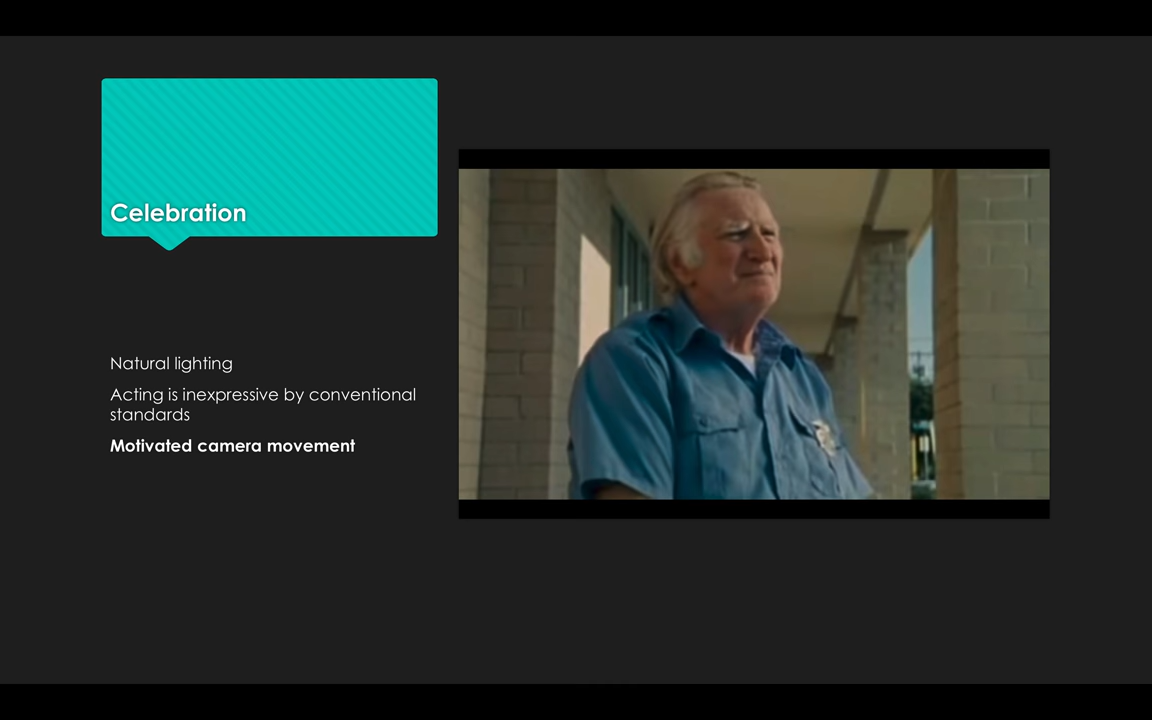 Celebration
Natural lighting
Acting is inexpressive by conventional
standards
Motivated camera movement